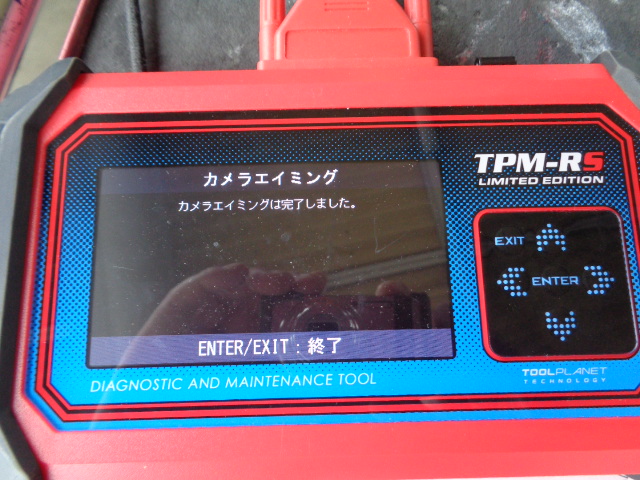 カメラエイミング
カメラエイミングは完了しました。
ENTER/EXIT：終了
DIAGNOSTIC AND MAINTENANCE TOOL
TPM-RS
LIMITED EDITION
EXIT
ENTER
TOOLPLANET
TECHNOLOGY